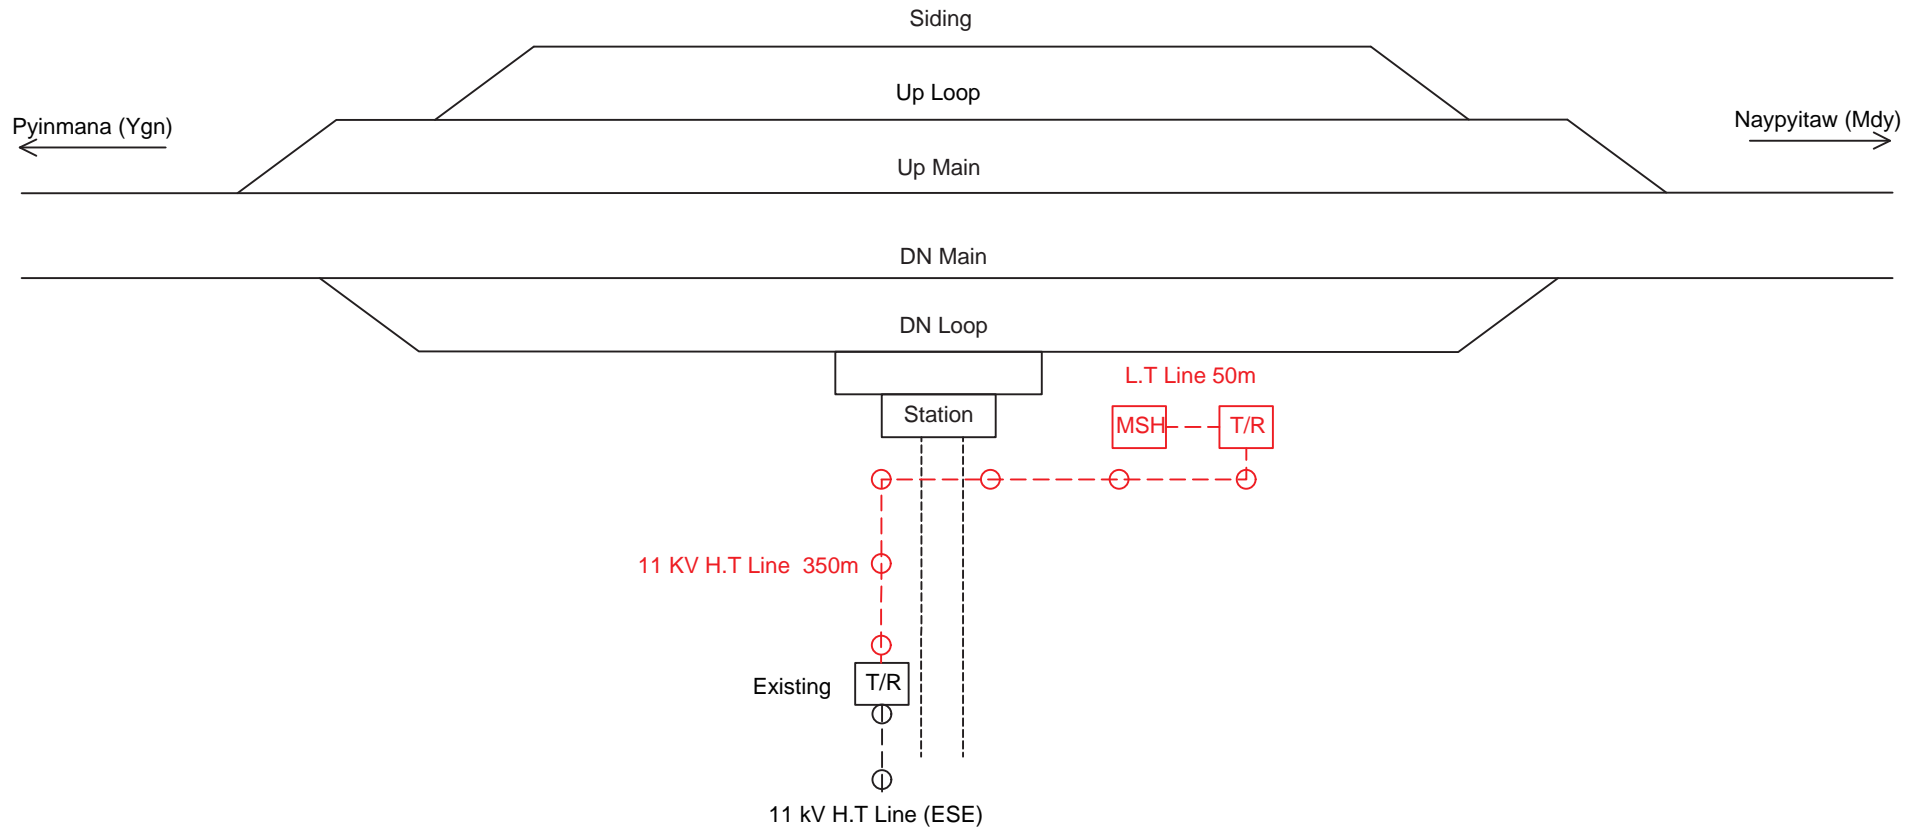 Siding
Up Loop
Pyinmana (Ygn)
Naypyitaw (Mdy)
Up Main
DN Main
DN Loop
L.T Line 50m
Station
MSH
T/R
11 KV H.T Line 350m
Existing
T/R
11 kV H.T Line (ESE)